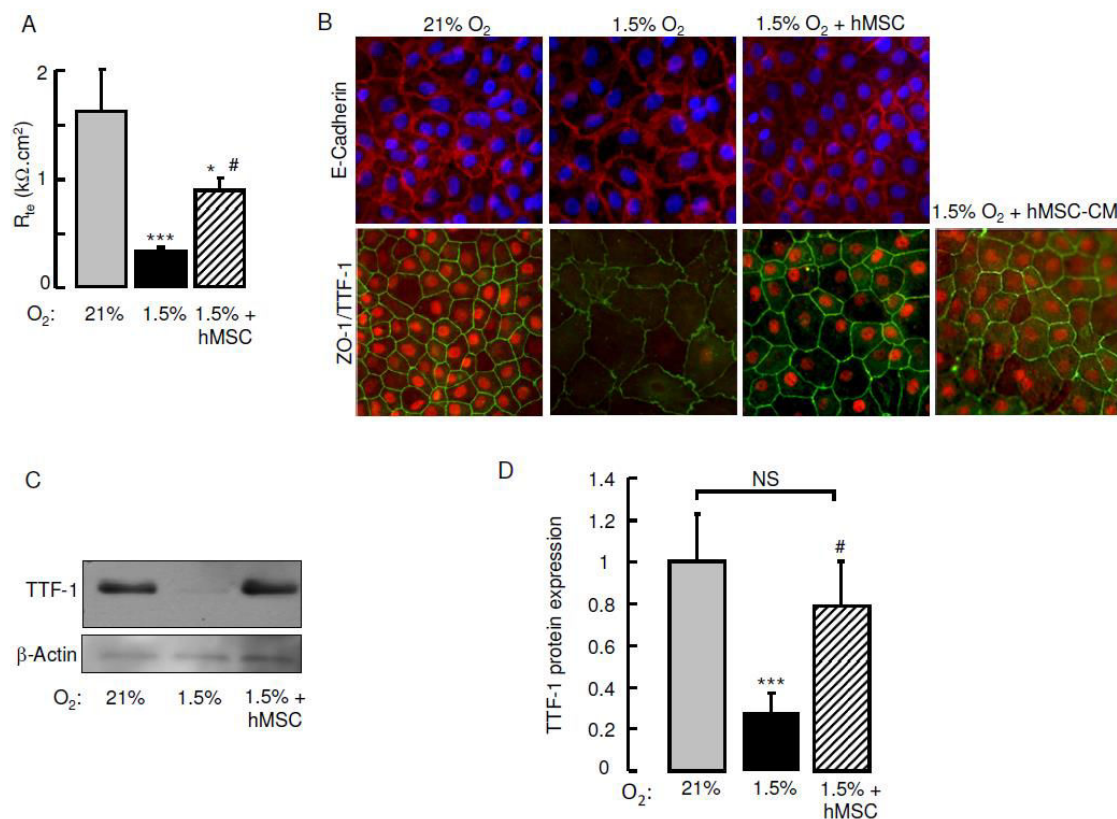 A
2
1
0
Rte (kΩ.cm²)
***
* #
O2: 21% 1.5% 1.5% +
hMSC
B
21% O2 1.5% O2 1.5% O2 + hMSC
E-Cadherin
1.5% O2 + hMSC-CM
ZO-1/TTF-1
C
TTF-1
β-Actin
O2: 21% 1.5% 1.5% +
hMSC
D
NS
1.4
1.2
1
0.8
0.6
0.4
0.2
0
TTF-1 protein expression
***
#
O2: 21% 1.5% 1.5% +
hMSC